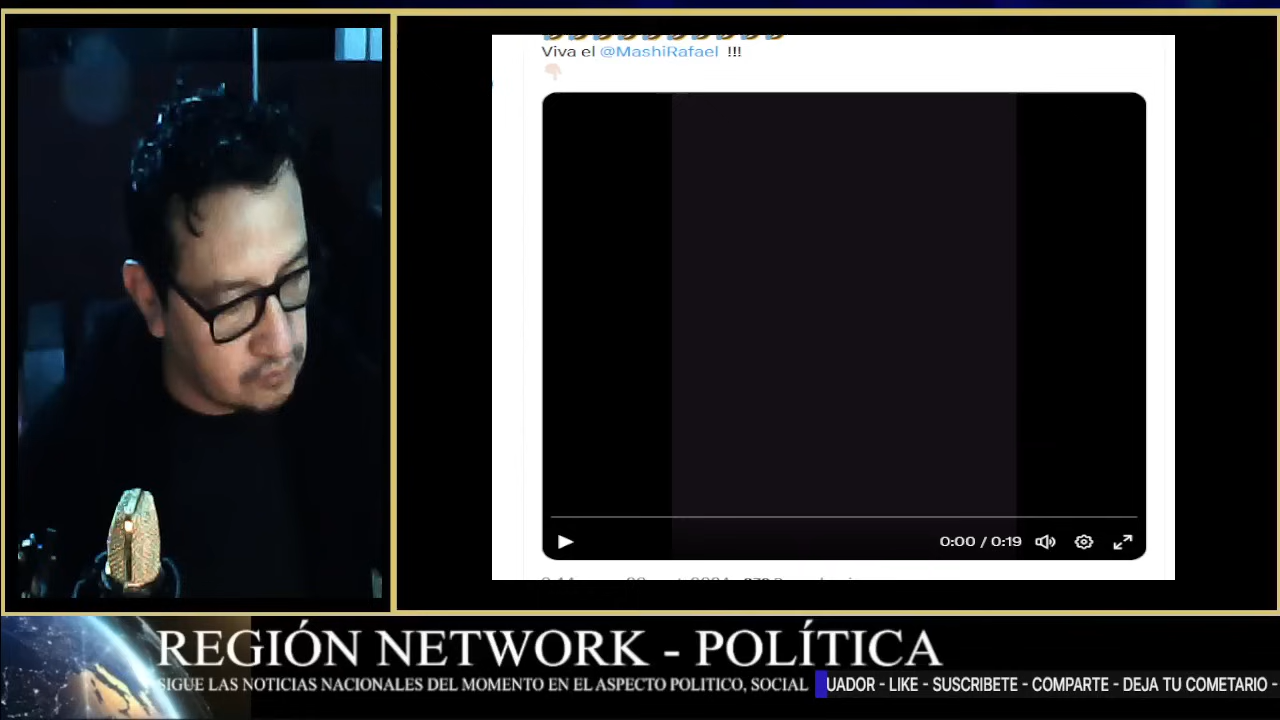 Viva el @MashiRafael !!!
0:00 / 0:19
REGIÓN NETWORK - POLÍTICA
SIGUE LAS NOTICIAS NACIONALES DEL MOMENTO EN EL ASPECTO POLITICO, SOCIAL
UADOR - LIKE - SUSCRIBETE - COMPARTE - DEJA TU COMETARIO -